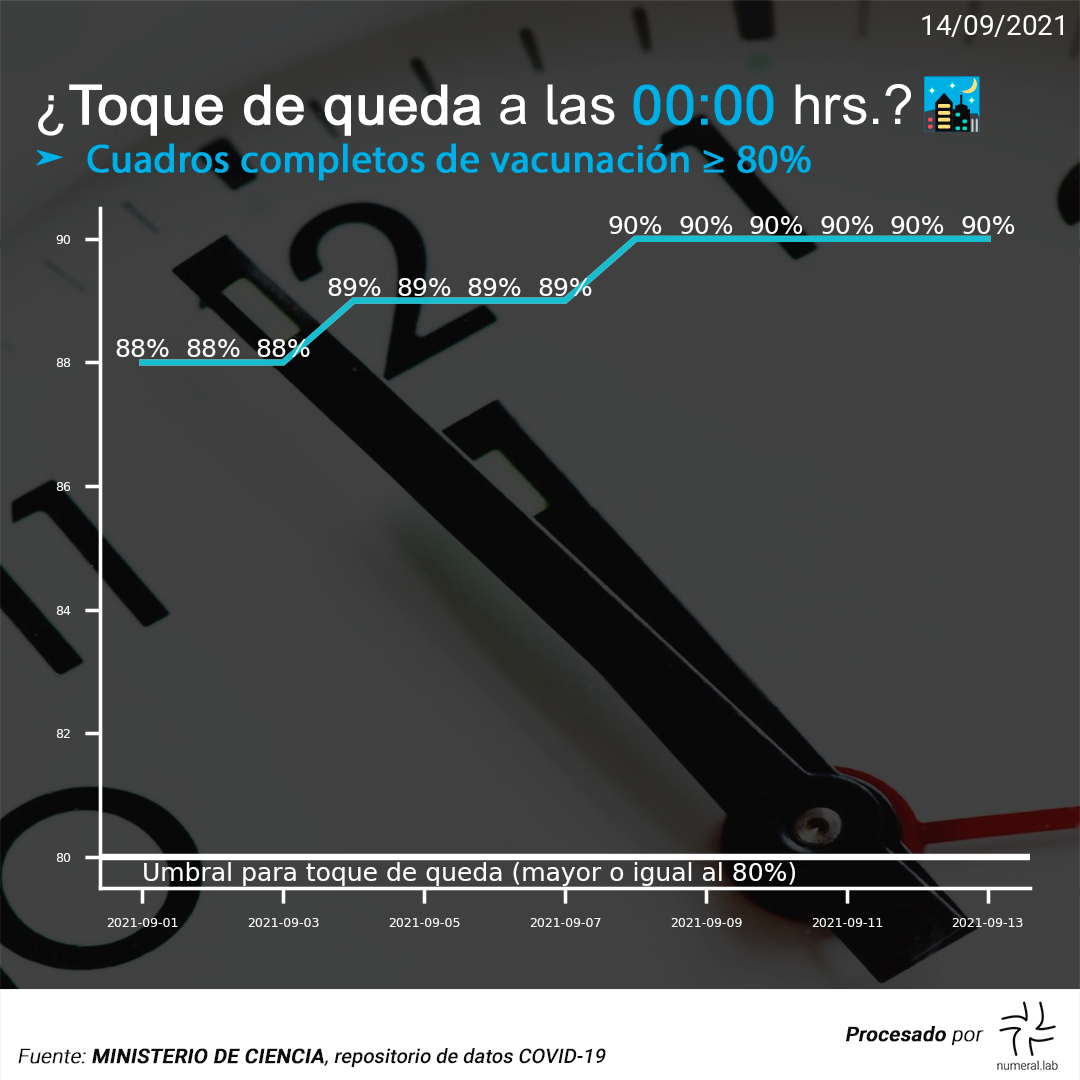 14/09/2021
¿Toque de queda a las 00:00 hrs.?
➤ Cuadros completos de vacunación ≥ 80%
90% 90% 90% 90% 90% 90%
90
89% 89% 89% 89%
88% 88% 88%
88
86
84
82
80
Umbral para toque de queda (mayor o igual al 80%)
2021-09-01 2021-09-03 2021-09-05 2021-09-07 2021-09-09 2021-09-11 2021-09-13
12
1
11
10
Procesado por
numeral.lab
Fuente: MINISTERIO DE CIENCIA, repositorio de datos COVID-19